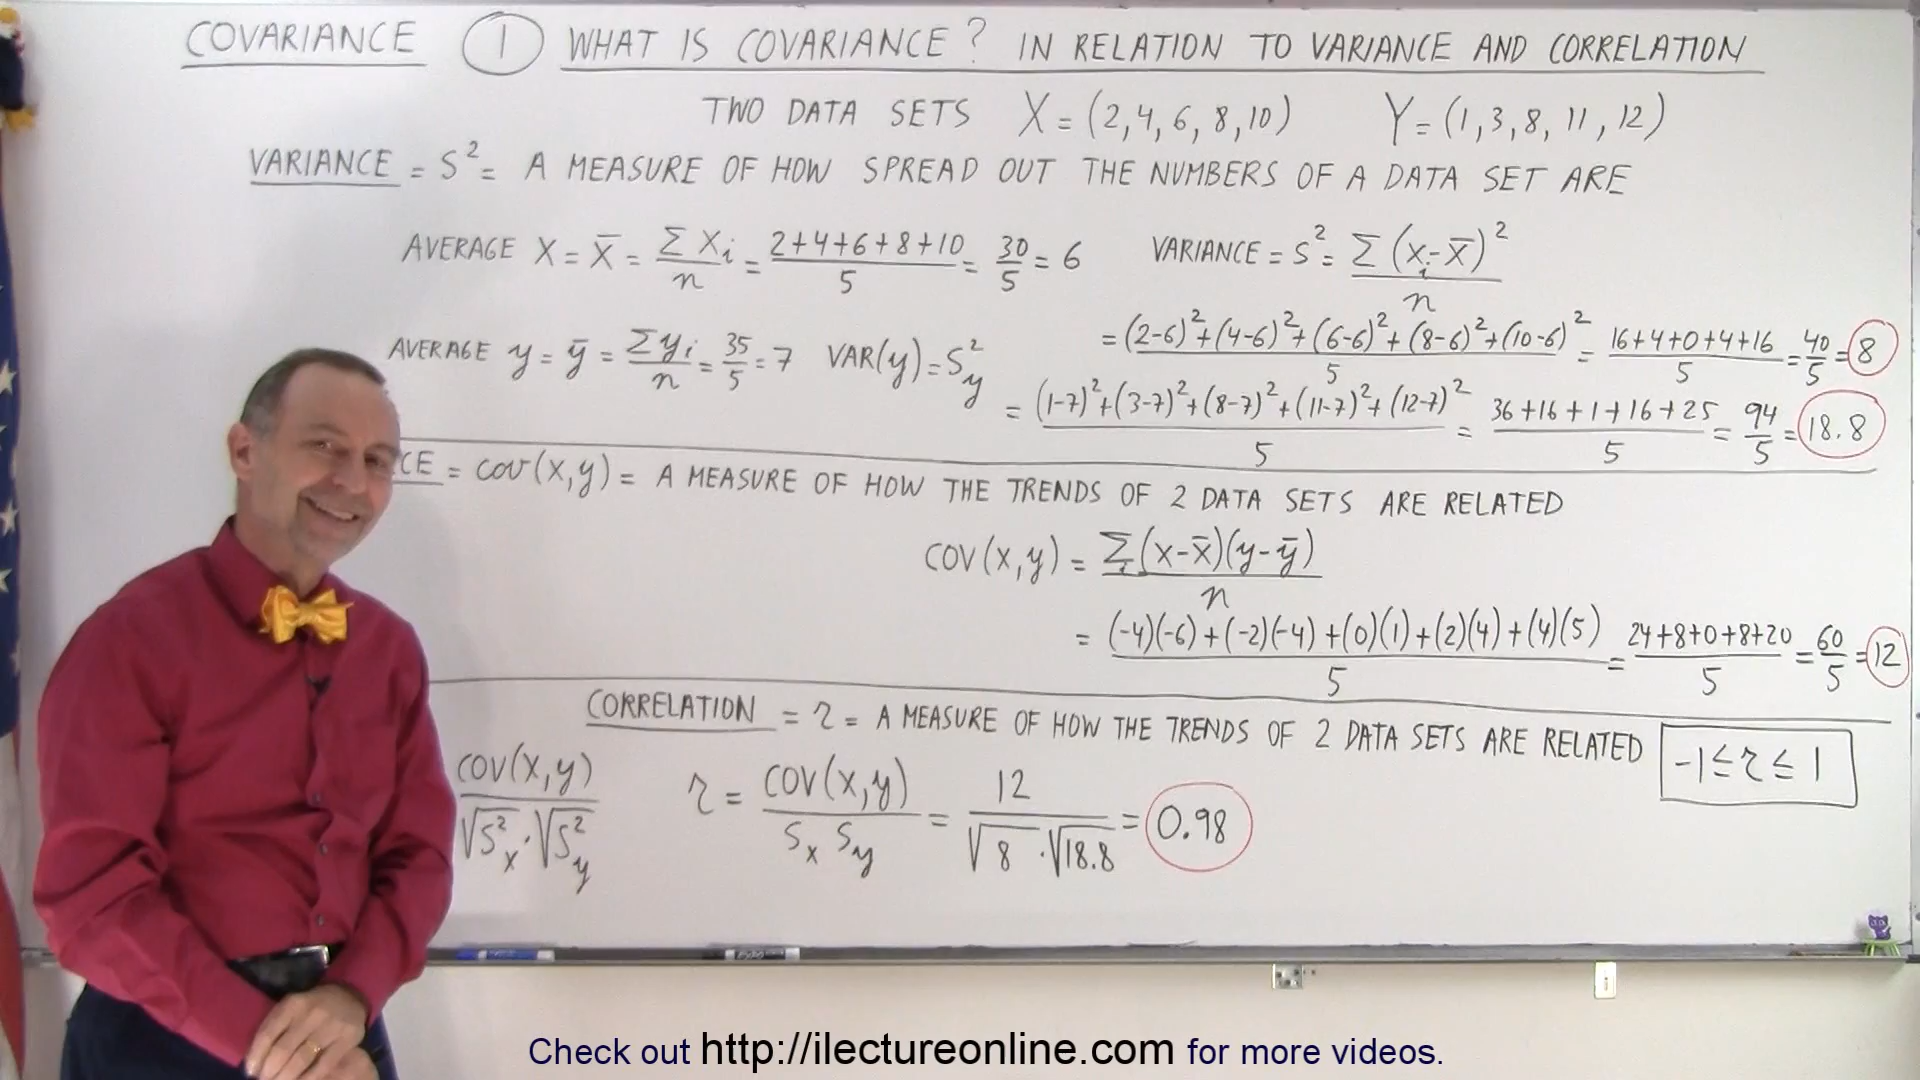 COVARIANCE ① WHAT IS COVARIANCE? IN RELATION TO VARIANCE AND CORRELATION
TWO DATA SETS X = (2,4,6,8,10) Y = (1,3,8,11,12)
VARIANCE = S² = A MEASURE OF HOW SPREAD OUT THE NUMBERS OF A DATA SET ARE
AVERAGE X = x̄ = Σ Xi / n = 2+4+6+8+10 / 5 = 30/5 = 6 VARIANCE = S² = Σ (xi-x̄)² / n
= (2-6)²+(4-6)²+(6-6)²+(8-6)²+(10-6)² / 5 = 16+4+0+4+16 / 5 = 40/5 = 8
AVERAGE y = ȳ = Σyi / n = 35/5 = 7 VAR(y) = S²y
= (1-7)²+(3-7)²+(8-7)²+(11-7)²+(12-7)² / 5 = 36+16+1+16+25 / 5 = 94/5 = 18.8
CE = cov(x,y) = A MEASURE OF HOW THE TRENDS OF 2 DATA SETS ARE RELATED
COV(x,y) = Σ (x-x̄)(y-ȳ) / n
= (-4)(-6)+(-2)(-4)+(0)(1)+(2)(4)+(4)(5) / 5 = 24+8+0+8+20 / 5 = 60/5 = 12
CORRELATION = r = A MEASURE OF HOW THE TRENDS OF 2 DATA SETS ARE RELATED -1 ≤ r ≤ 1
COV(x,y) / √S²x · √S²y r = COV(x,y) / Sx Sy = 12 / √8 · √18.8 = 0.98
Check out http://ilectureonline.com for more videos.